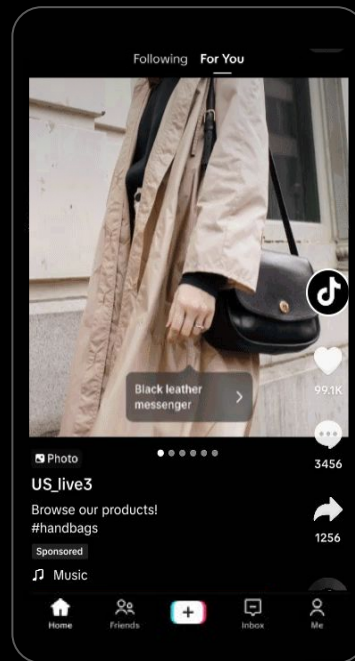 Following For You
Black leather
messenger
99.1K
Photo
3456
US_live3
Browse our products!
1256
#handbags
Sponsored
Music
Home Friends Inbox Me